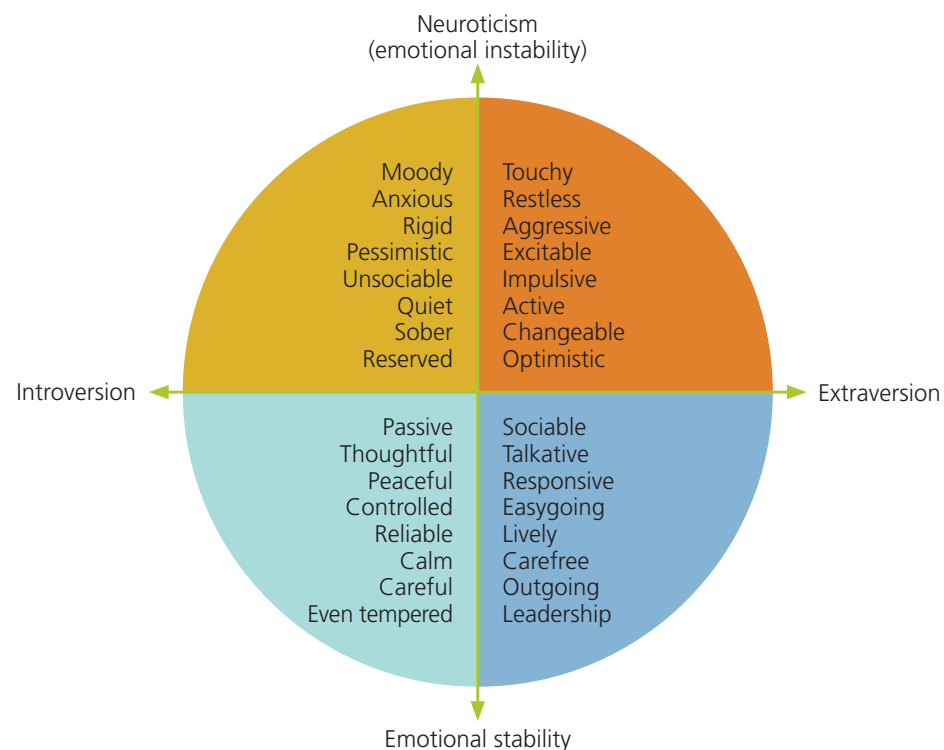 Neuroticism
(emotional instability)
Moody
Anxious
Rigid
Pessimistic
Unsociable
Quiet
Sober
Reserved
Touchy
Restless
Aggressive
Excitable
Impulsive
Active
Changeable
Optimistic
Introversion
Extraversion
Passive
Thoughtful
Peaceful
Controlled
Reliable
Calm
Careful
Even tempered
Sociable
Talkative
Responsive
Easygoing
Lively
Carefree
Outgoing
Leadership
Emotional stability